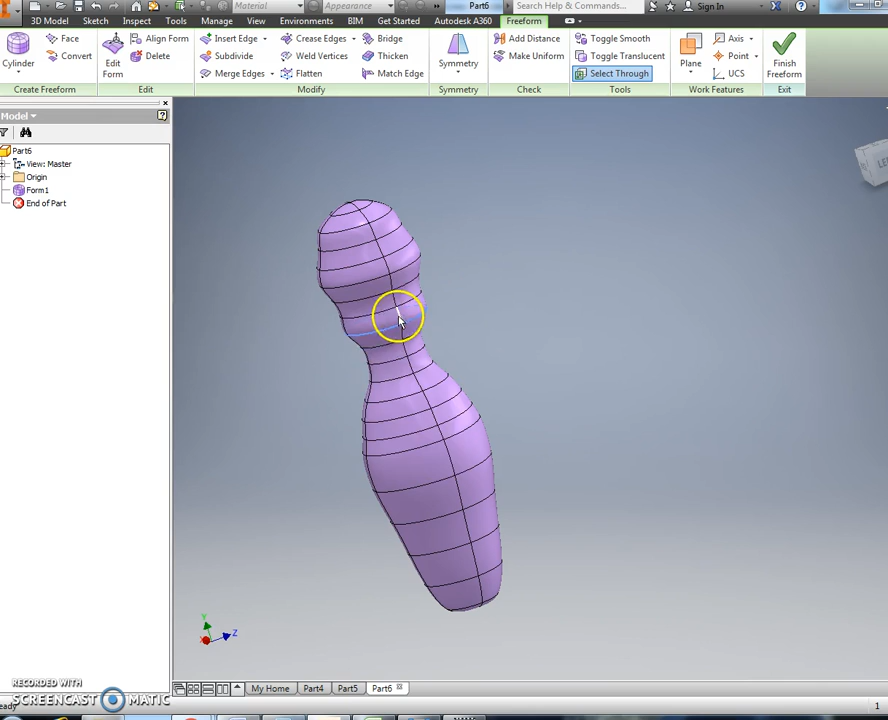 Material
Appearance
Part6
Search Help & Commands...
Sign In
3D Model
Sketch
Inspect
Tools
Manage
View
Environments
BIM
Get Started
Autodesk A360
Freeform
Face
Align Form
Insert Edge
Crease Edges
Bridge
Add Distance
Toggle Smooth
Axis
Convert
Delete
Subdivide
Weld Vertices
Thicken
Make Uniform
Toggle Translucent
Point
Cylinder
Edit
Form
Merge Edges
Flatten
Match Edge
Symmetry
Select Through
Plane
UCS
Finish
Freeform
Create Freeform
Edit
Modify
Symmetry
Check
Tools
Work Features
Exit
Model
Part6
View: Master
Origin
Form1
End of Part
Y
Z
X
RECORDED WITH
SCREENCAST MATIC
My Home
Part4
Part5
Part6
eady
1